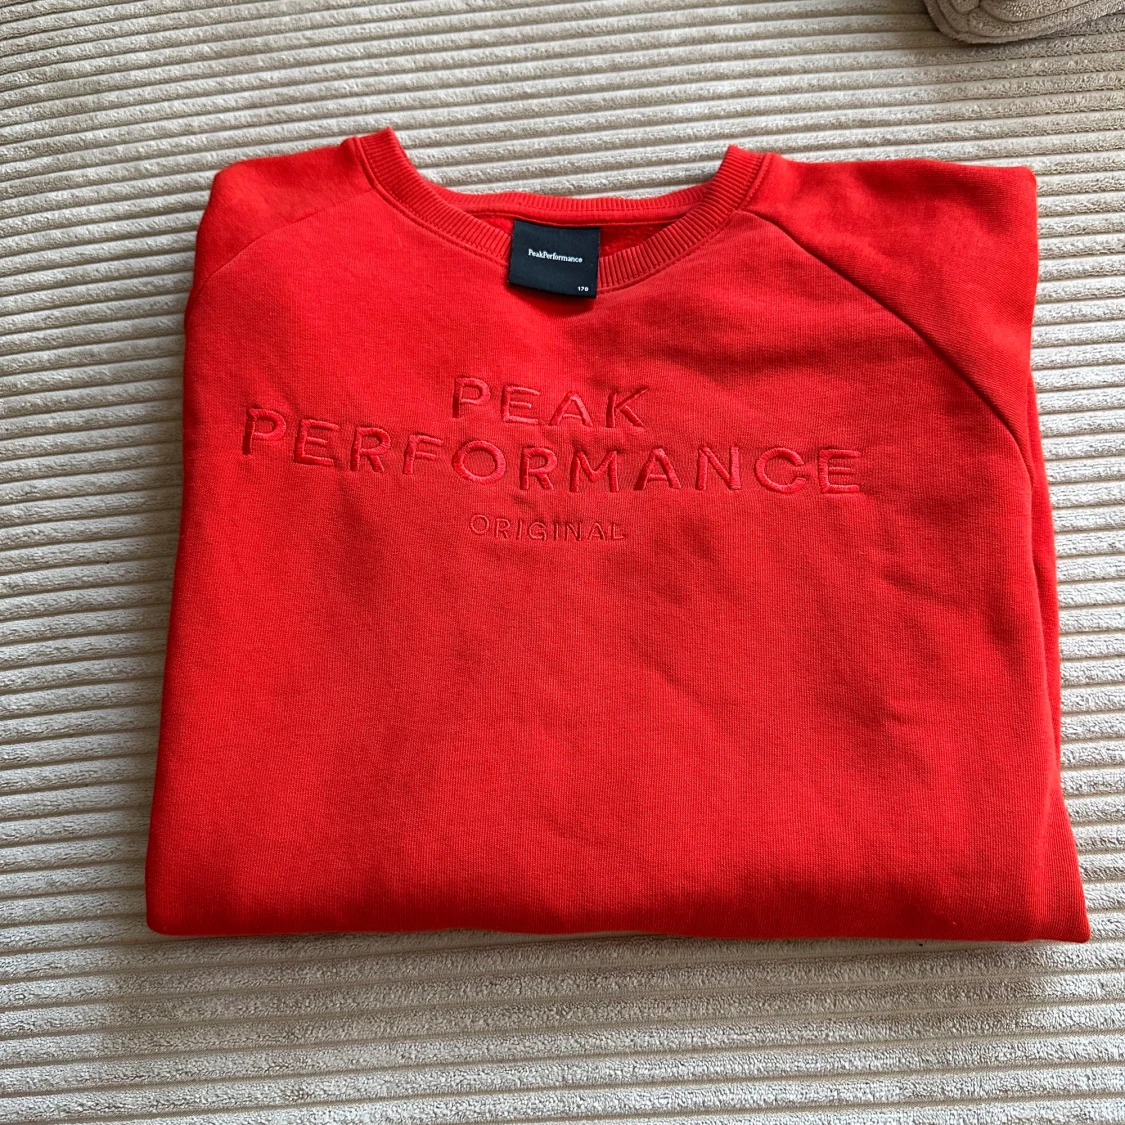 PeakPerformance
170
PEAK
PERFORMANCE
ORIGINAL